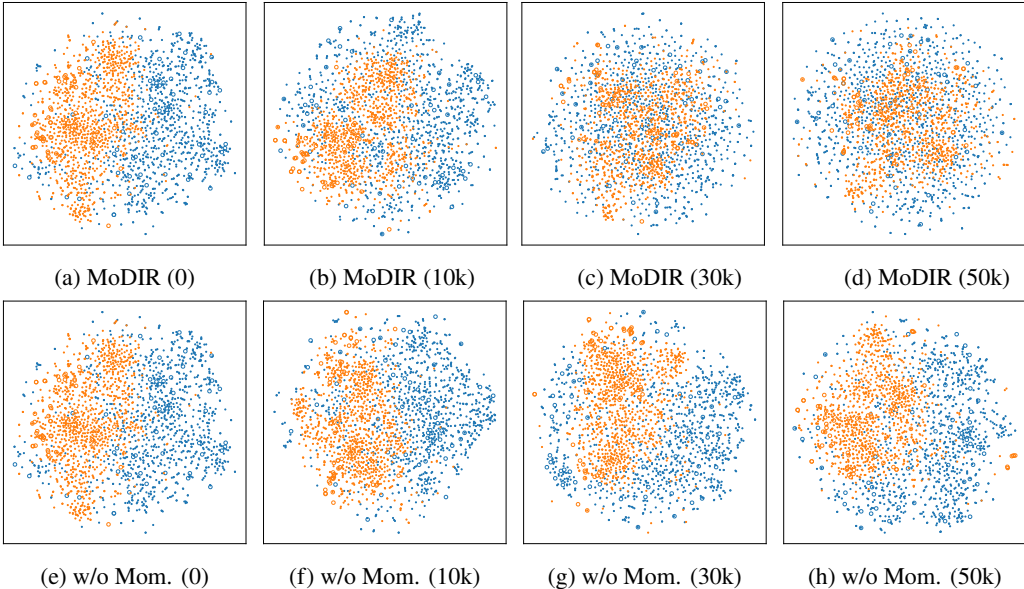 (a) MoDIR (0)
(b) MoDIR (10k)
(c) MoDIR (30k)
(d) MoDIR (50k)
(e) w/o Mom. (0)
(f) w/o Mom. (10k)
(g) w/o Mom. (30k)
(h) w/o Mom. (50k)